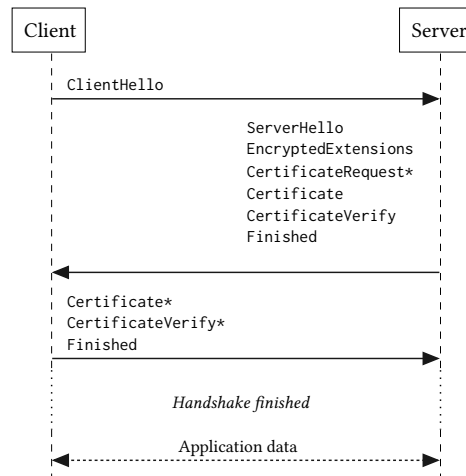 Client
Server
ClientHello
ServerHello
EncryptedExtensions
CertificateRequest*
Certificate
CertificateVerify
Finished
Certificate*
CertificateVerify*
Finished
Handshake finished
Application data